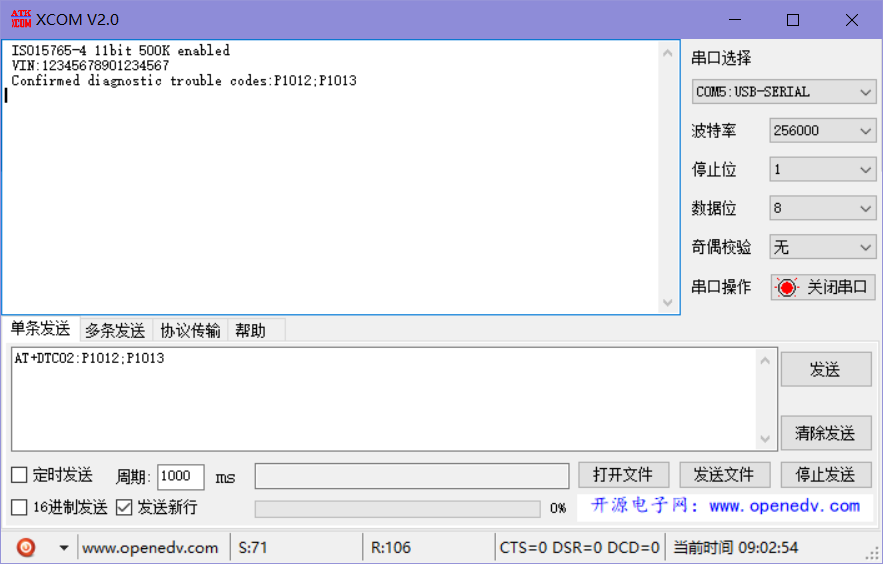 ATK XCOM XCOM V2.0
ISO15765-4 11bit 500K enabled
VIN:12345678901234567
Confirmed diagnostic trouble codes:P1012;P1013
串口选择
COM5:USB-SERIAL
波特率 256000
停止位 1
数据位 8
奇偶校验 无
串口操作 关闭串口
单条发送 多条发送 协议传输 帮助
AT+DTC02:P1012;P1013
发送
清除发送
定时发送 周期: 1000 ms 打开文件 发送文件 停止发送
16进制发送 发送新行 0% 开源电子网：www.openedv.com
www.openedv.com S:71 R:106 CTS=0 DSR=0 DCD=0 当前时间 09:02:54